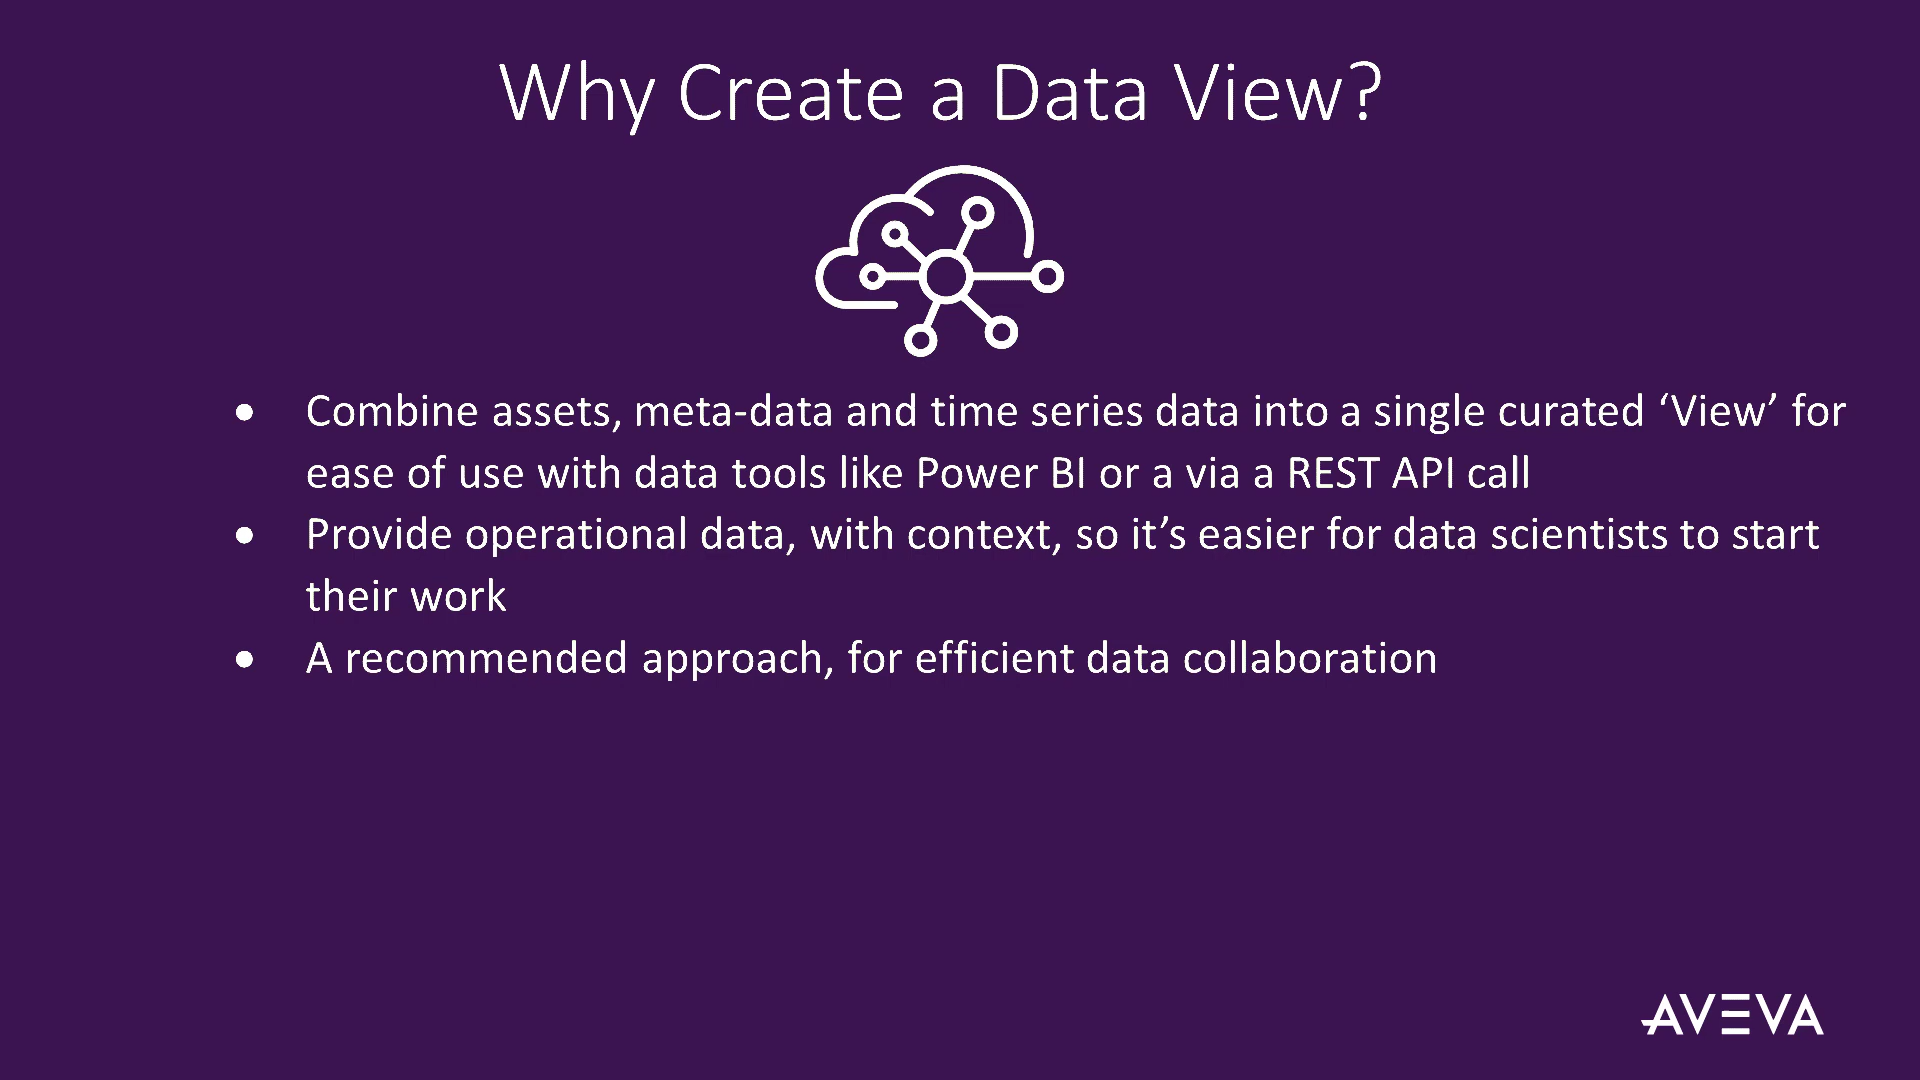 Why Create a Data View?
• Combine assets, meta-data and time series data into a single curated ‘View’ for
ease of use with data tools like Power BI or a via a REST API call
• Provide operational data, with context, so it’s easier for data scientists to start
their work
• A recommended approach, for efficient data collaboration
AVEVA